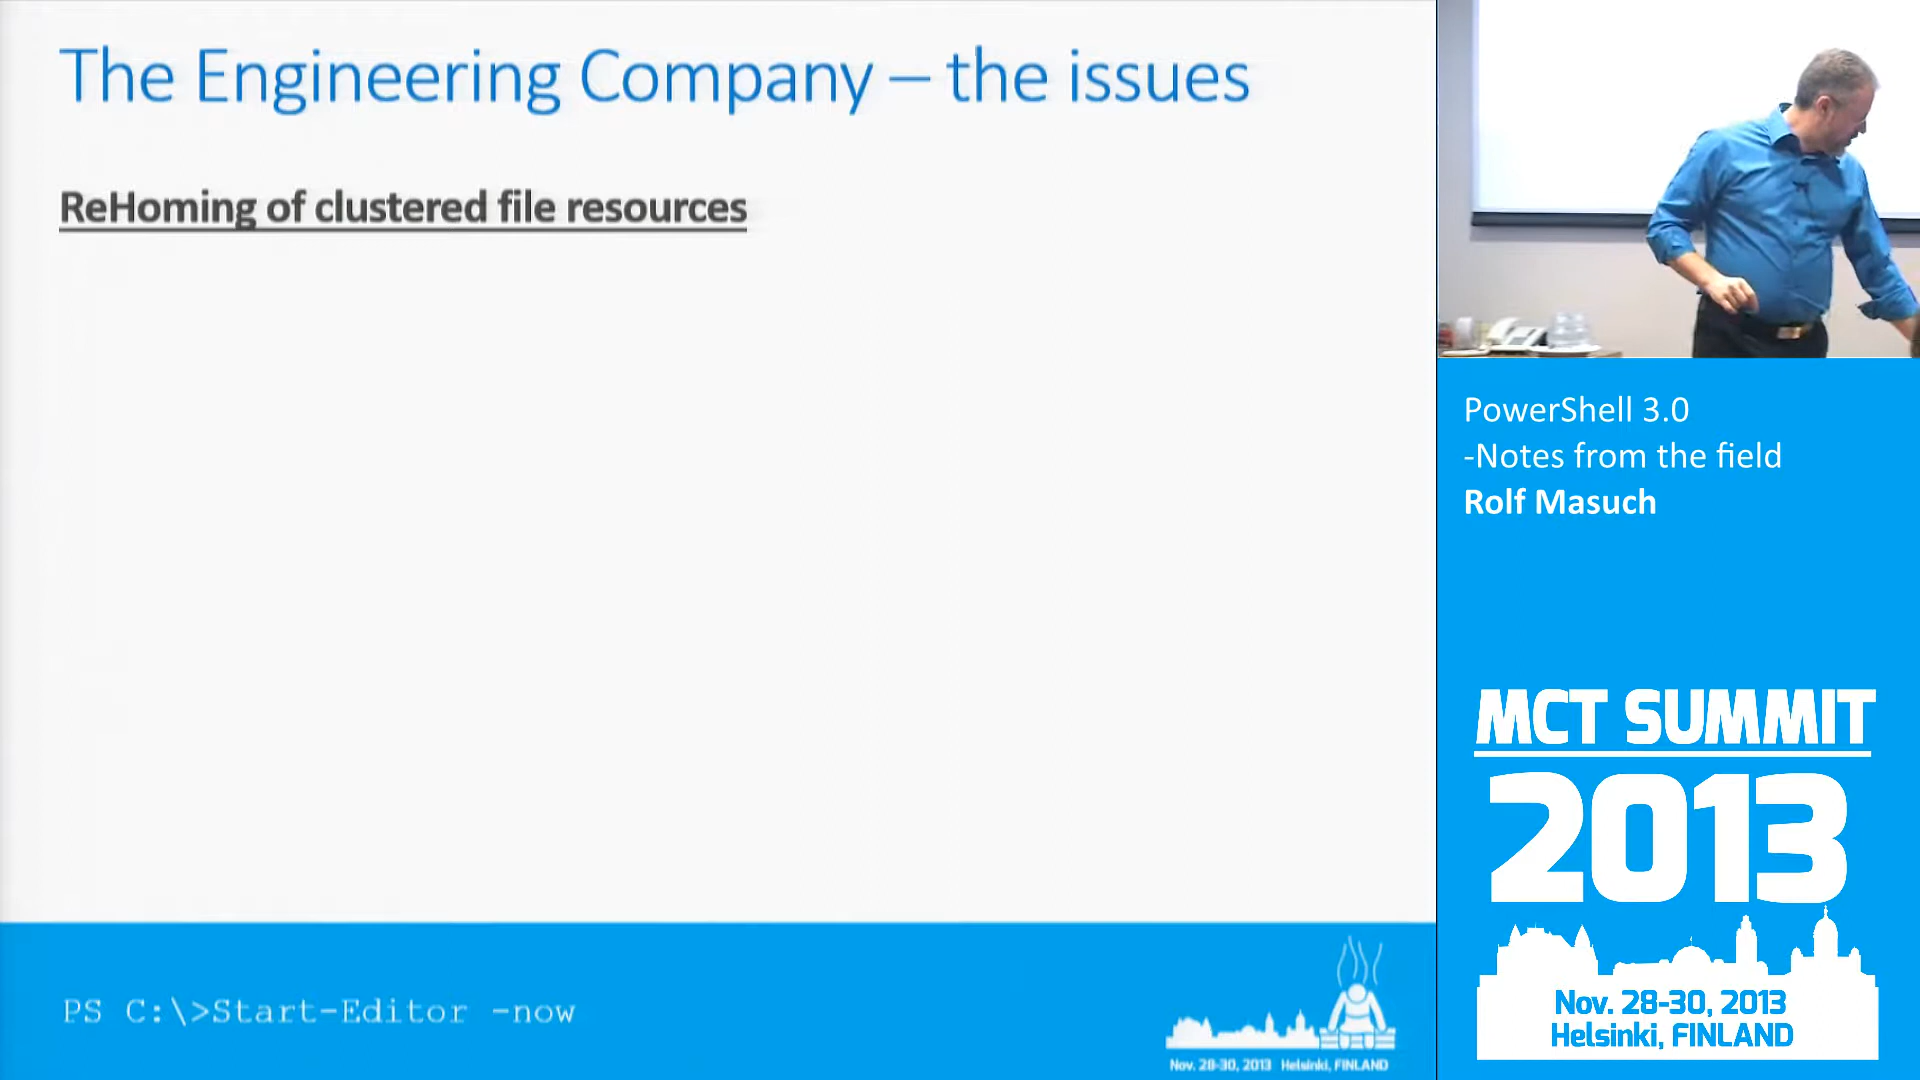 The Engineering Company – the issues
ReHoming of clustered file resources
PS C:\>Start-Editor -now
Nov. 28-30, 2013 Helsinki, FINLAND
PowerShell 3.0
-Notes from the field
Rolf Masuch
MCT SUMMIT
2013
Nov. 28-30, 2013
Helsinki, FINLAND